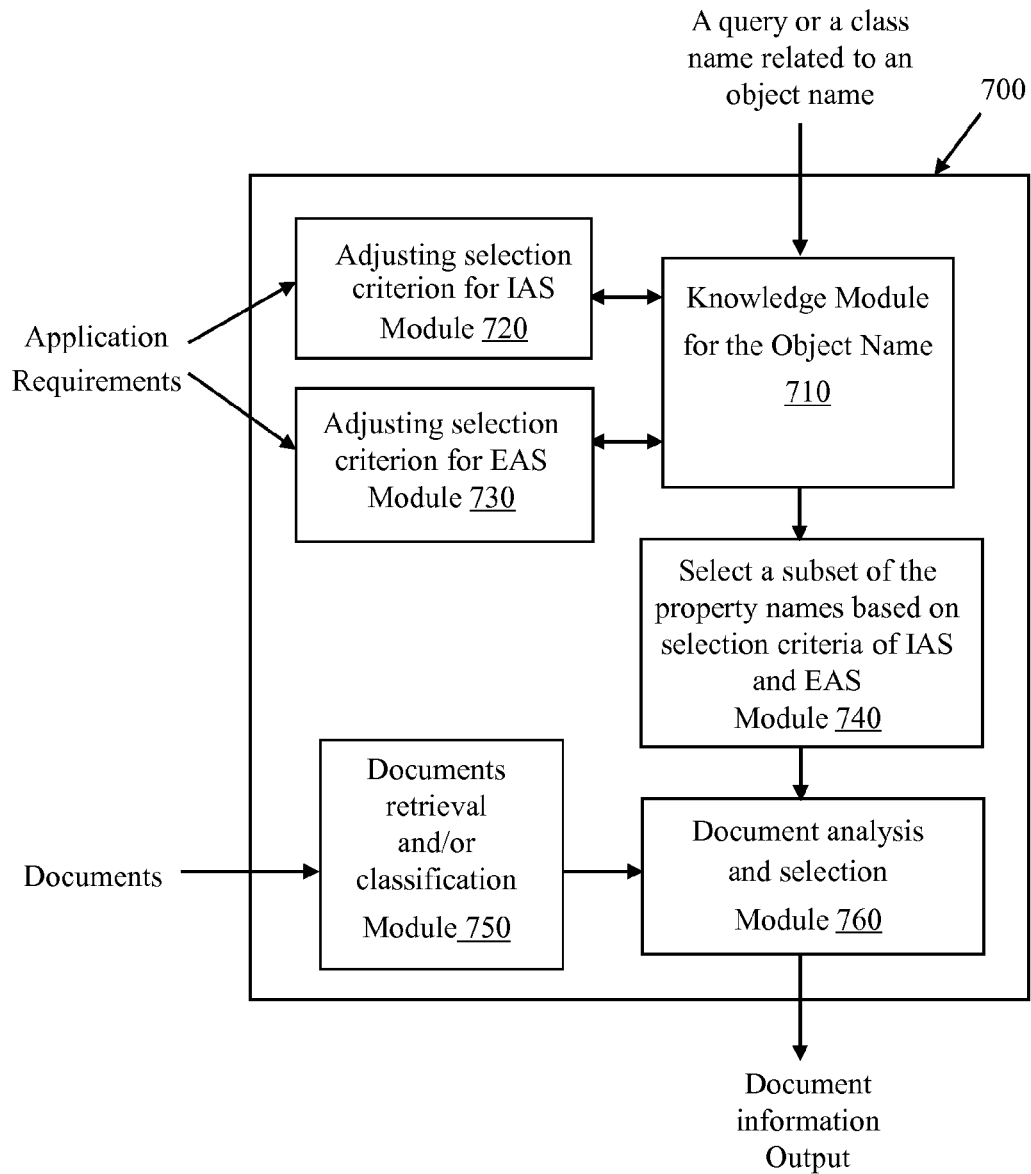 A query or a class
name related to an
object name
700
Adjusting selection
criterion for IAS
Module 720
Knowledge Module
for the Object Name
710
Application
Requirements
Adjusting selection
criterion for EAS
Module 730
Select a subset of the
property names based on
selection criteria of IAS
and EAS
Module 740
Documents
retrieval
and/or
classification
Module 750
Document analysis
and selection
Module 760
Documents
Document
information
Output